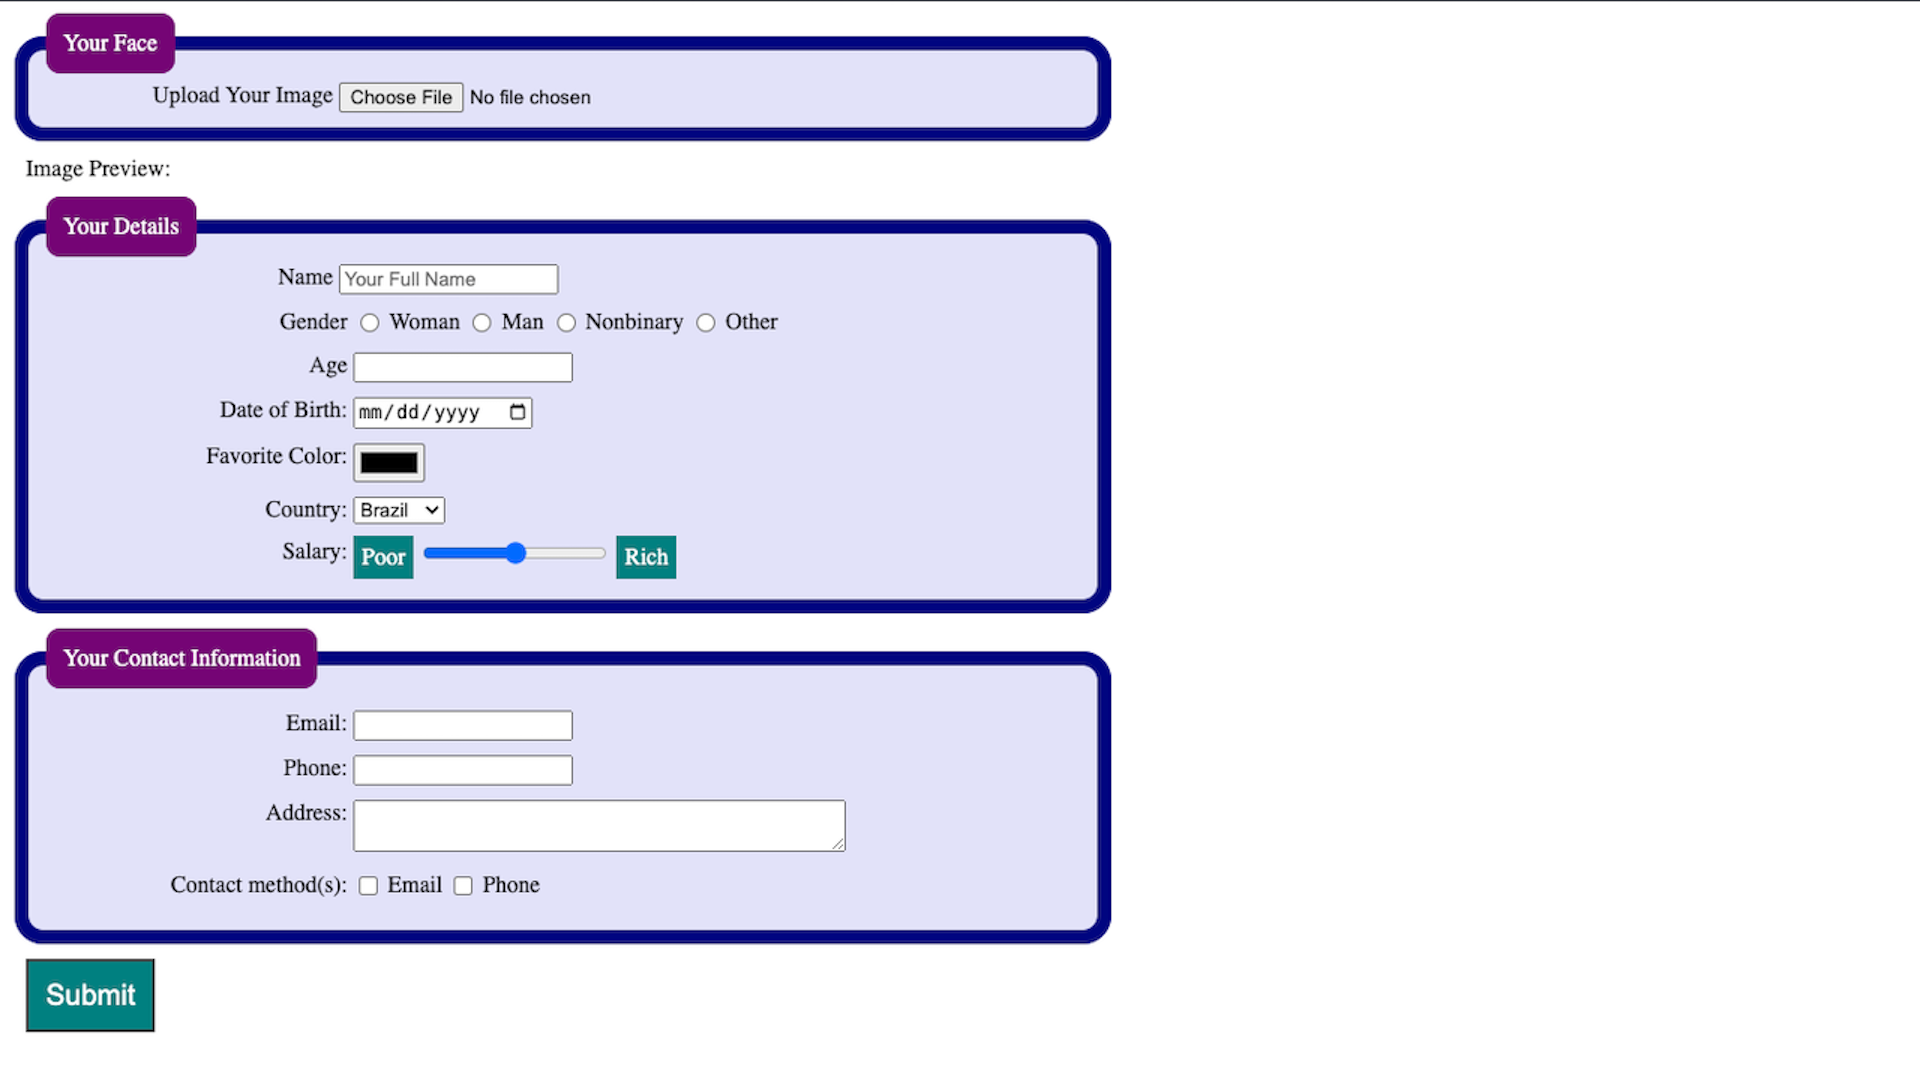 Your Face
Upload Your Image Choose File No file chosen
Image Preview:
Your Details
Name Your Full Name
Gender Woman Man Nonbinary Other
Age
Date of Birth: mm/dd/yyyy
Favorite Color:
Country: Brazil
Salary: Poor Rich
Your Contact Information
Email:
Phone:
Address:
Contact method(s): Email Phone
Submit